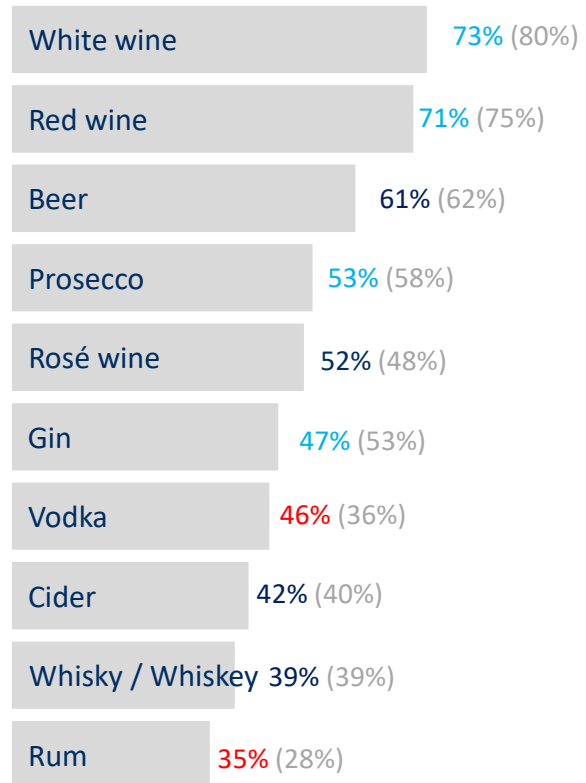 White wine 73% (80%)
Red wine 71% (75%)
Beer 61% (62%)
Prosecco 53% (58%)
Rosé wine 52% (48%)
Gin 47% (53%)
Vodka 46% (36%)
Cider 42% (40%)
Whisky / Whiskey 39% (39%)
Rum 35% (28%)